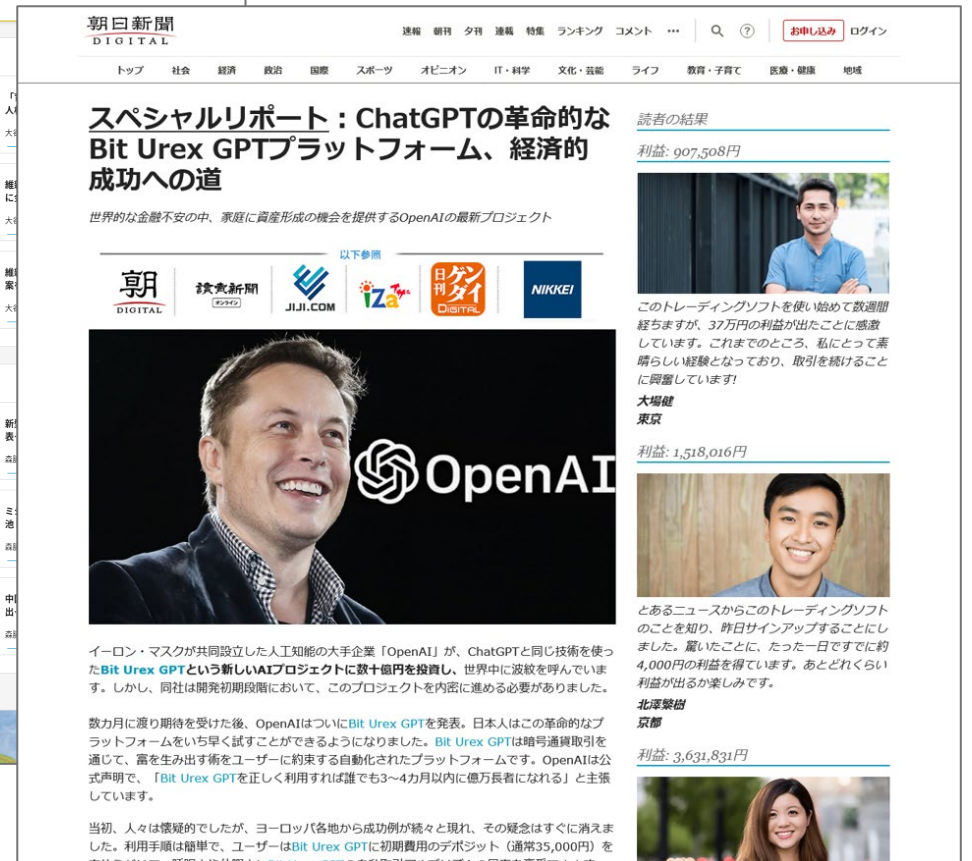 朝日新聞
DIGITAL
速報 朝刊 夕刊 連載 特集 ランキング コメント ••• ? お申し込み ログイン
トップ 社会 経済 政治 国際 スポーツ オピニオン IT・科学 文化・芸能 ライフ 教育・子育て 医療・健康 地域
スペシャルリポート：ChatGPTの革命的な
Bit Urex GPTプラットフォーム、経済的
成功への道
世界的な金融不安の中、家庭に資産形成の機会を提供するOpenAIの最新プロジェクト
以下参照
朝日
DIGITAL
読売新聞
オンライン
JIJI.COM
iza
日刊ゲンダイ
DIGITAL
NIKKEI
OpenAI
イーロン・マスクが共同設立した人工知能の大手企業「OpenAI」が、ChatGPTと同じ技術を使っ
たBit Urex GPTという新しいAIプロジェクトに数十億円を投資し、世界中に波紋を呼んでいま
す。しかし、同社は開発初期段階において、このプロジェクトを内密に進める必要がありました。
数カ月に渡り期待を受けた後、OpenAIはついにBit Urex GPTを発表。日本人はこの革命的なプ
ラットフォームをいち早く試すことができるようになりました。Bit Urex GPTは暗号通貨取引を
通じて、富を生み出す術をユーザーに約束する自動化されたプラットフォームです。OpenAIは公
式声明で、「Bit Urex GPTを正しく利用すれば誰でも3〜4カ月以内に億万長者になれる」と主張
しています。
当初、人々は懐疑的でしたが、ヨーロッパ各地から成功例が続々と現れ、その疑念はすぐに消えま
した。利用手順は簡単で、ユーザーはBit Urex GPTに初期費用のデポジット（通常35,000円）を
読者の結果
利益: 907,508円
このトレーディングソフトを使い始めて数週間
経ちますが、37万円の利益が出たことに感激
しています。これまでのところ、私にとって素
晴らしい経験となっており、取引を続けること
に興奮しています!
大場健
東京
利益: 1,518,016円
とあるニュースからこのトレーディングソフト
のことを知り、昨日サインアップすることにし
ました。驚いたことに、たった一日ですでに約
4,000円の利益を得ています。あとどれくらい
利益が出るか楽しみです。
北澤繁樹
京都
利益: 3,631,831円